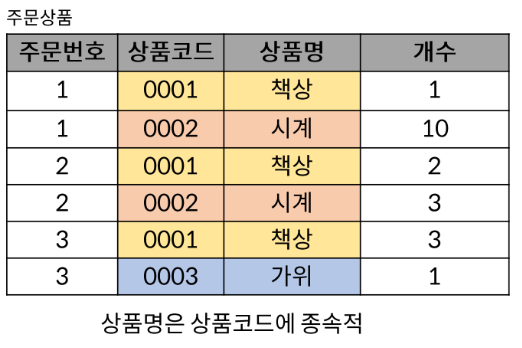 주문상품
주문번호 상품코드 상품명 개수
1 0001 책상 1
1 0002 시계 10
2 0001 책상 2
2 0002 시계 3
3 0001 책상 3
3 0003 가위 1
상품명은 상품코드에 종속적